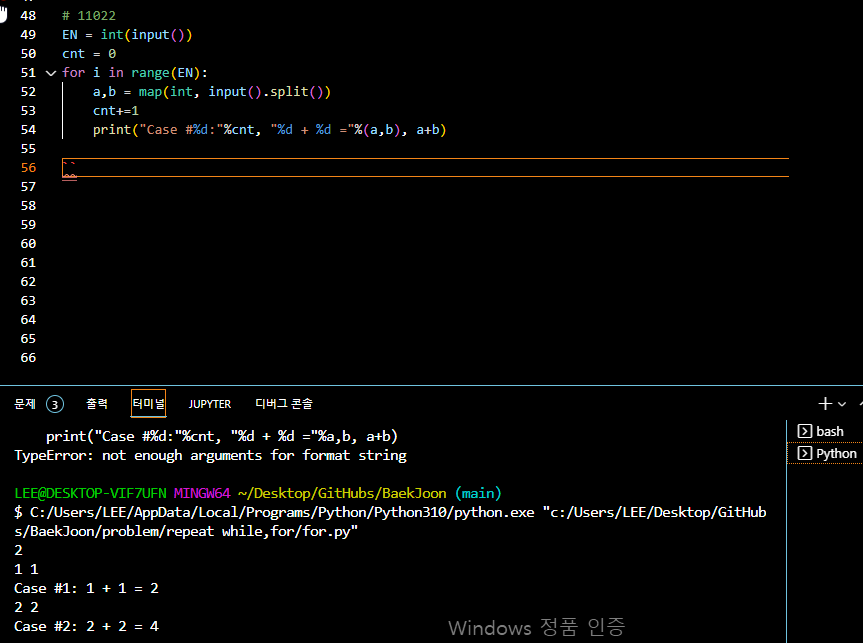 48 # 11022
49 EN = int(input())
50 cnt = 0
51 for i in range(EN):
52     a,b = map(int, input().split())
53     cnt+=1
54     print("Case #%d:"%cnt, "%d + %d ="%(a,b), a+b)
55
56 ``
57
58
59
60
61
62
63
64
65
66
문제 3 출력 터미널 JUPYTER 디버그 콘솔
    print("Case #%d:"%cnt, "%d + %d ="%a,b, a+b)
TypeError: not enough arguments for format string
bash
Python
LEE@DESKTOP-VIF7UFN MINGW64 ~/Desktop/GitHubs/BaekJoon (main)
$ C:/Users/LEE/AppData/Local/Programs/Python/Python310/python.exe "c:/Users/LEE/Desktop/GitHub
s/BaekJoon/problem/repeat while,for/for.py"
2
1 1
Case #1: 1 + 1 = 2
2 2
Case #2: 2 + 2 = 4
Windows 정품 인증